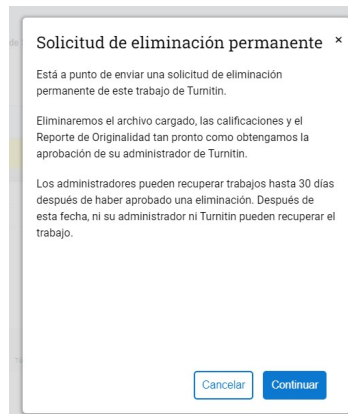 Solicitud de eliminación permanente ×
Está a punto de enviar una solicitud de eliminación
permanente de este trabajo de Turnitin.
Eliminaremos el archivo cargado, las calificaciones y el
Reporte de Originalidad tan pronto como obtengamos la
aprobación de su administrador de Turnitin.
Los administradores pueden recuperar trabajos hasta 30 días
después de haber aprobado una eliminación. Después de
esta fecha, ni su administrador ni Turnitin pueden recuperar el
trabajo.
Cancelar Continuar